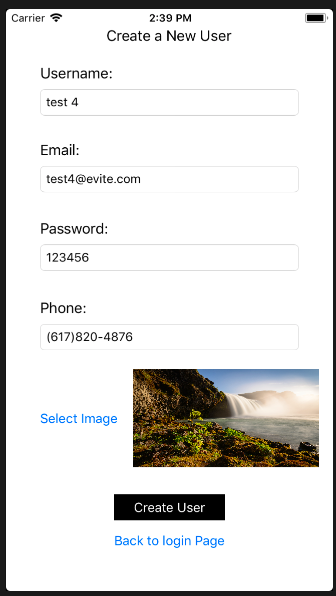 Carrier 2:39 PM
Create a New User
Username:
test 4
Email:
test4@evite.com
Password:
123456
Phone:
(617)820-4876
Select Image
Create User
Back to login Page